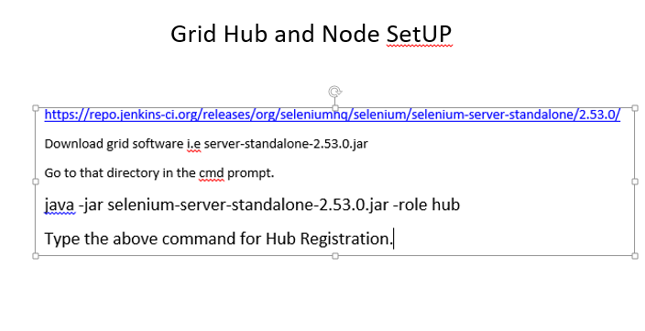 Grid Hub and Node SetUP
https://repo.jenkins-ci.org/releases/org/seleniumhq/selenium/selenium-server-standalone/2.53.0/
Download grid software i.e server-standalone-2.53.0.jar
Go to that directory in the cmd prompt.
java -jar selenium-server-standalone-2.53.0.jar -role hub
Type the above command for Hub Registration.